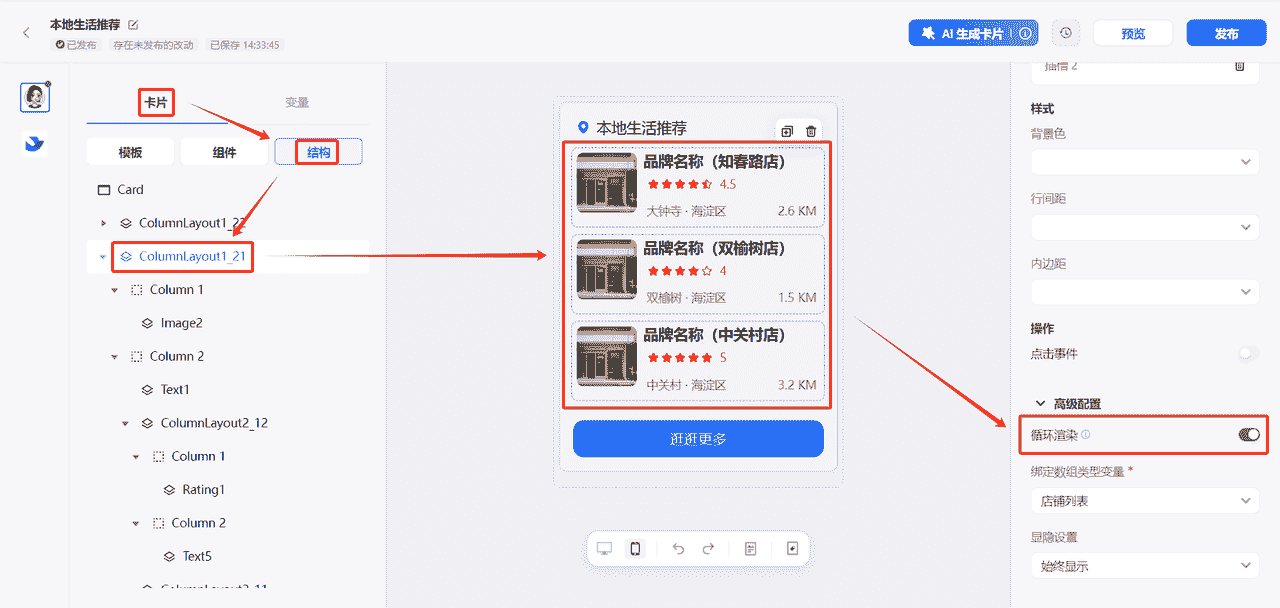 本地生活推荐
已发布 存在未发布的改动 已保存 14:33:45
AI 生成卡片
预览
发布
卡片 变量
模板 组件 结构
Card
ColumnLayout1_22
ColumnLayout1_21
Column 1
Image2
Column 2
Text1
ColumnLayout2_12
Column 1
Rating1
Column 2
Text5
ColumnLayout2_11
本地生活推荐
品牌名称（知春路店）
4.5
大钟寺 · 海淀区 2.6 KM
品牌名称（双榆树店）
4
双榆树 · 海淀区 1.5 KM
品牌名称（中关村店）
5
中关村 · 海淀区 3.2 KM
逛逛更多
插槽 2
样式
背景色
行间距
内边距
操作
点击事件
高级配置
循环渲染
绑定数组类型变量 *
店铺列表
显隐设置
始终显示